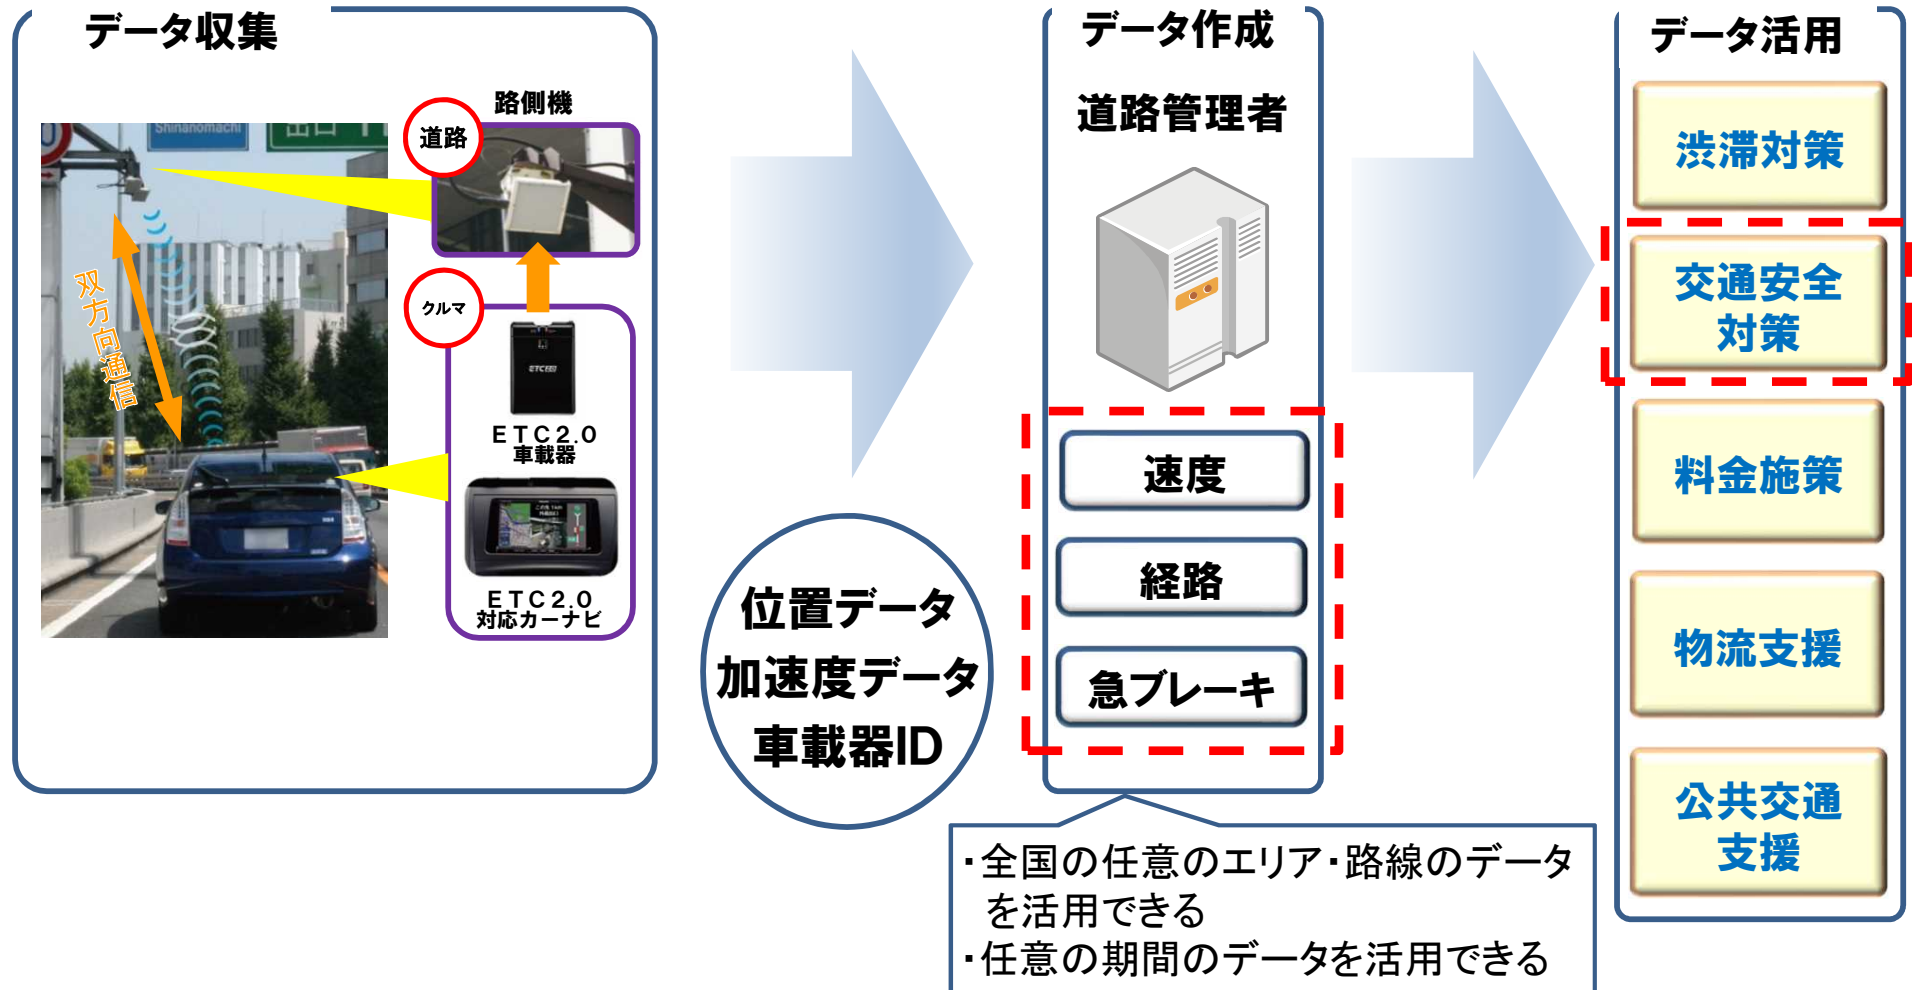 データ収集
路側機
道路
Shinanomachi
出口
双方向通信
クルマ
ETC2.0
ETC2.0
車載器
ETC2.0
対応カーナビ
位置データ
加速度データ
車載器ID
データ作成
道路管理者
速度
経路
急ブレーキ
・全国の任意のエリア・路線のデータ
を活用できる
・任意の期間のデータを活用できる
データ活用
渋滞対策
交通安全
対策
料金施策
物流支援
公共交通
支援